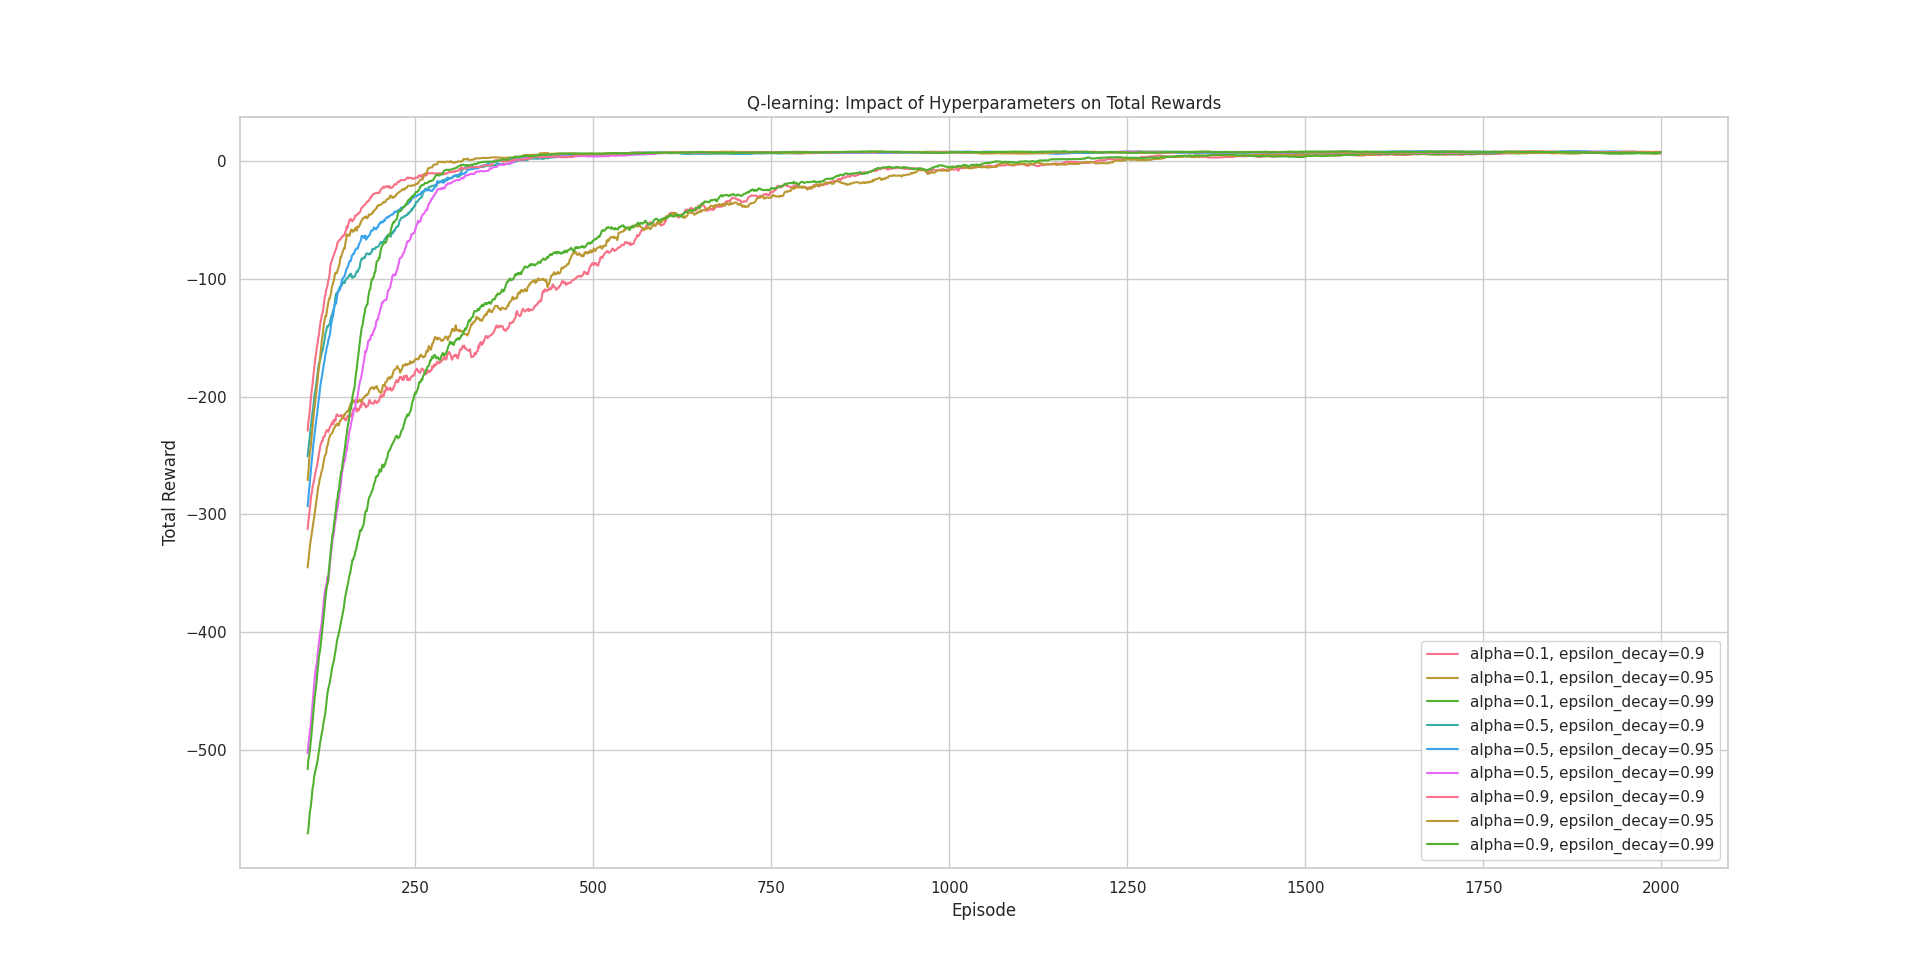 Q-learning: Impact of Hyperparameters on Total Rewards
Total Reward
0
−100
−200
−300
−400
−500
250
500
750
1000
1250
1500
1750
2000
Episode
alpha=0.1, epsilon_decay=0.9
alpha=0.1, epsilon_decay=0.95
alpha=0.1, epsilon_decay=0.99
alpha=0.5, epsilon_decay=0.9
alpha=0.5, epsilon_decay=0.95
alpha=0.5, epsilon_decay=0.99
alpha=0.9, epsilon_decay=0.9
alpha=0.9, epsilon_decay=0.95
alpha=0.9, epsilon_decay=0.99